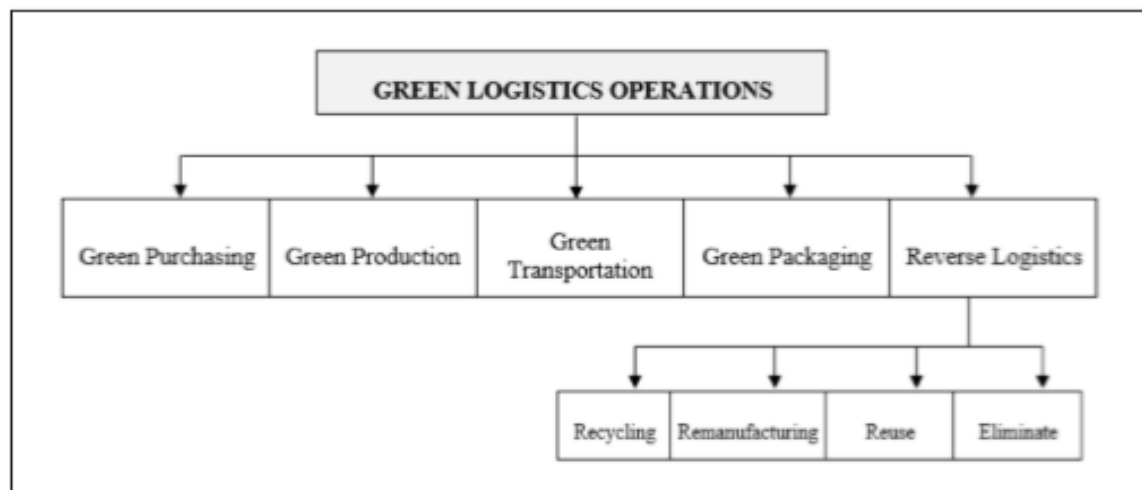 GREEN LOGISTICS OPERATIONS
Green Purchasing
Green Production
Green
Transportation
Green Packaging
Reverse Logistics
Recycling
Remanufacturing
Reuse
Eliminate